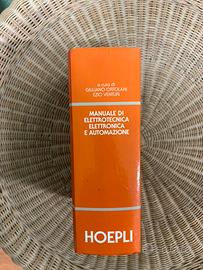 a cura di
GIULIANO ORTOLANI
EZIO VENTURI
MANUALE DI
ELETTROTECNICA
ELETTRONICA
E AUTOMAZIONE
HOEPLI